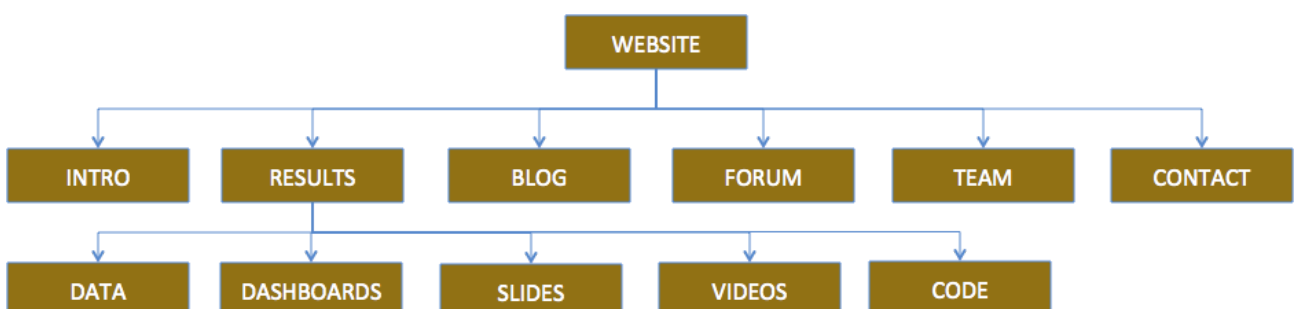 WEBSITE
INTRO RESULTS BLOG FORUM TEAM CONTACT
DATA DASHBOARDS SLIDES VIDEOS CODE